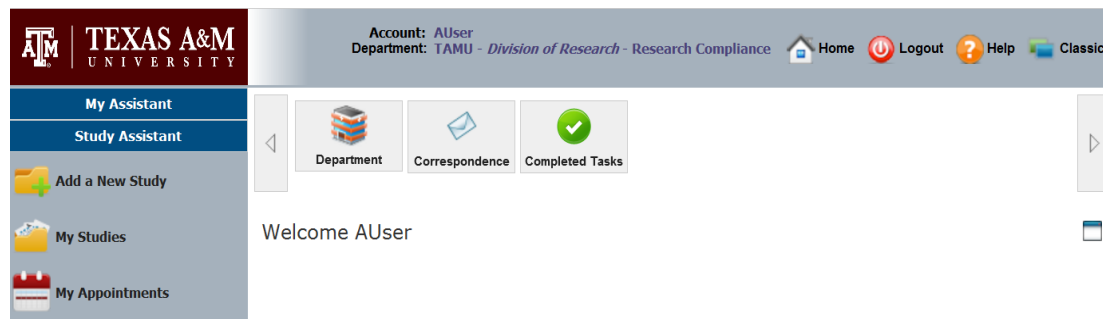 TEXAS A&M
UNIVERSITY
Account: AUser
Department: TAMU - Division of Research - Research Compliance
Home
Logout
Help
Classic
My Assistant
Study Assistant
Add a New Study
My Studies
My Appointments
Department
Correspondence
Completed Tasks
Welcome AUser